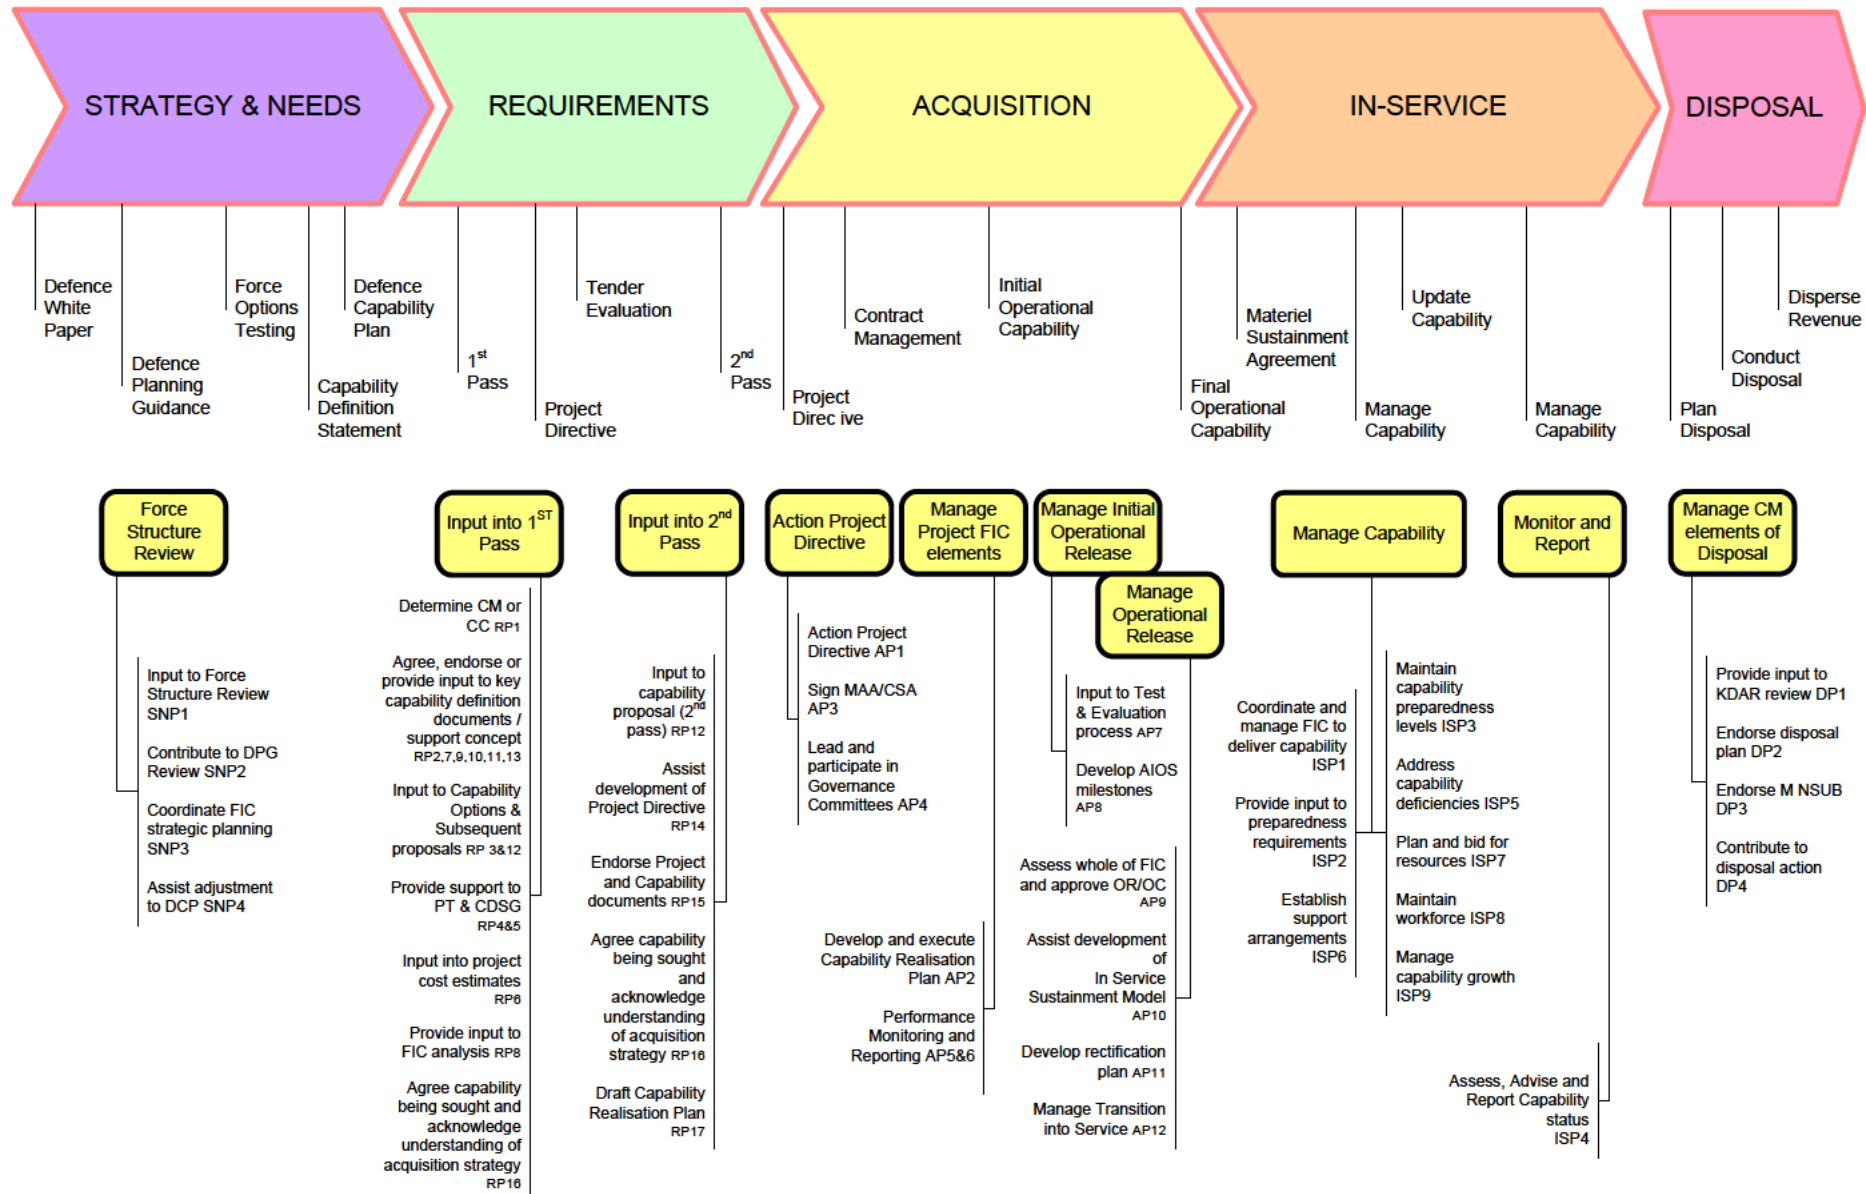 STRATEGY & NEEDS
REQUIREMENTS
ACQUISITION
IN-SERVICE
DISPOSAL
Defence
White
Paper
Defence
Planning
Guidance
Force
Options
Testing
Capability
Definition
Statement
Defence
Capability
Plan
1st
Pass
Project
Directive
Tender
Evaluation
2nd
Pass
Project
Direc ive
Contract
Management
Initial
Operational
Capability
Final
Operational
Capability
Materiel
Sustainment
Agreement
Manage
Capability
Update
Capability
Manage
Capability
Plan
Disposal
Conduct
Disposal
Disperse
Revenue
Force
Structure
Review
Input to Force
Structure Review
SNP1
Contribute to DPG
Review SNP2
Coordinate FIC
strategic planning
SNP3
Assist adjustment
to DCP SNP4
Input into 1ST
Pass
Determine CM or
CC RP1
Agree, endorse or
provide input to key
capability definition
documents /
support concept
RP2,7,9,10,11,13
Input to Capability
Options &
Subsequent
proposals RP 3&12
Provide support to
PT & CDSG
RP4&5
Input into project
cost estimates
RP6
Provide input to
FIC analysis RP8
Agree capability
being sought and
acknowledge
understanding of
acquisition strategy
RP16
Input into 2nd
Pass
Input to
capability
proposal (2nd
pass) RP12
Assist
development of
Project Directive
RP14
Endorse Project
and Capability
documents RP15
Agree capability
being sought
and
acknowledge
understanding
of acquisition
strategy RP16
Draft Capability
Realisation Plan
RP17
Action Project
Directive
Action Project
Directive AP1
Sign MAA/CSA
AP3
Lead and
participate in
Governance
Committees AP4
Manage
Project FIC
elements
Develop and execute
Capability Realisation
Plan AP2
Performance
Monitoring and
Reporting AP5&6
Manage Initial
Operational
Release
Input to Test
& Evaluation
process AP7
Develop AIOS
milestones
AP8
Manage
Operational
Release
Assess whole of FIC
and approve OR/OC
AP9
Assist development
of
In Service
Sustainment Model
AP10
Develop rectification
plan AP11
Manage Transition
into Service AP12
Manage Capability
Coordinate and
manage FIC to
deliver capability
ISP1
Provide input to
preparedness
requirements
ISP2
Establish
support
arrangements
ISP6
Maintain
capability
preparedness
levels ISP3
Address
capability
deficiencies ISP5
Plan and bid for
resources ISP7
Maintain
workforce ISP8
Manage
capability growth
ISP9
Monitor and
Report
Assess, Advise and
Report Capability
status
ISP4
Manage CM
elements of
Disposal
Provide input to
KDAR review DP1
Endorse disposal
plan DP2
Endorse M NSUB
DP3
Contribute to
disposal action
DP4